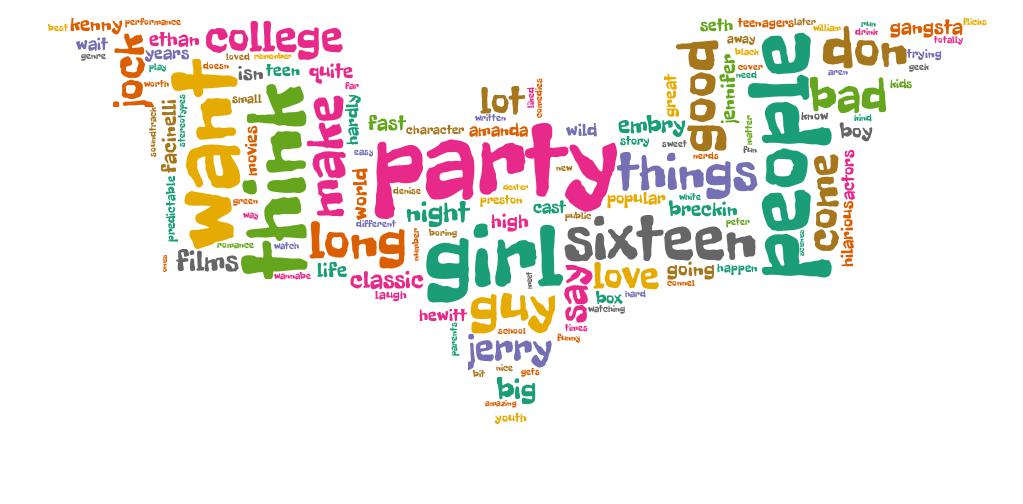 best
kenny
performance
wait
genre
jock
ethan
years
college
loved
remember
play
worth
doesn
want
isn
teen
quite
far
small
think
make
hardly
soundtrack
facinelli
stereotypes
movies
predictable
green
way
romance
films
ones
watch
wannabe
world
easy
different
long
life
classic
laugh
number
boring
fast
character
lot
written
liked
comedies
amanda
wild
party
new
denise
dexter
preston
night
high
cast
public
girl
meet
guy
hewitt
school
parents
jerry
bit
nice
gets
big
amazing
youth
times
funny
say
sixteen
love
box
hard
watching
going
connel
happen
peter
breckin
white
popular
things
embry
story
sweet
nerds
great
good
seth
away
teenagers
later
black
cover
need
jennifer
matter
fun
people
scenes
william
run
drink
don
aren
trying
gangsta
flicks
totally
geek
bad
kids
know
kind
boy
come
actors
hilarious